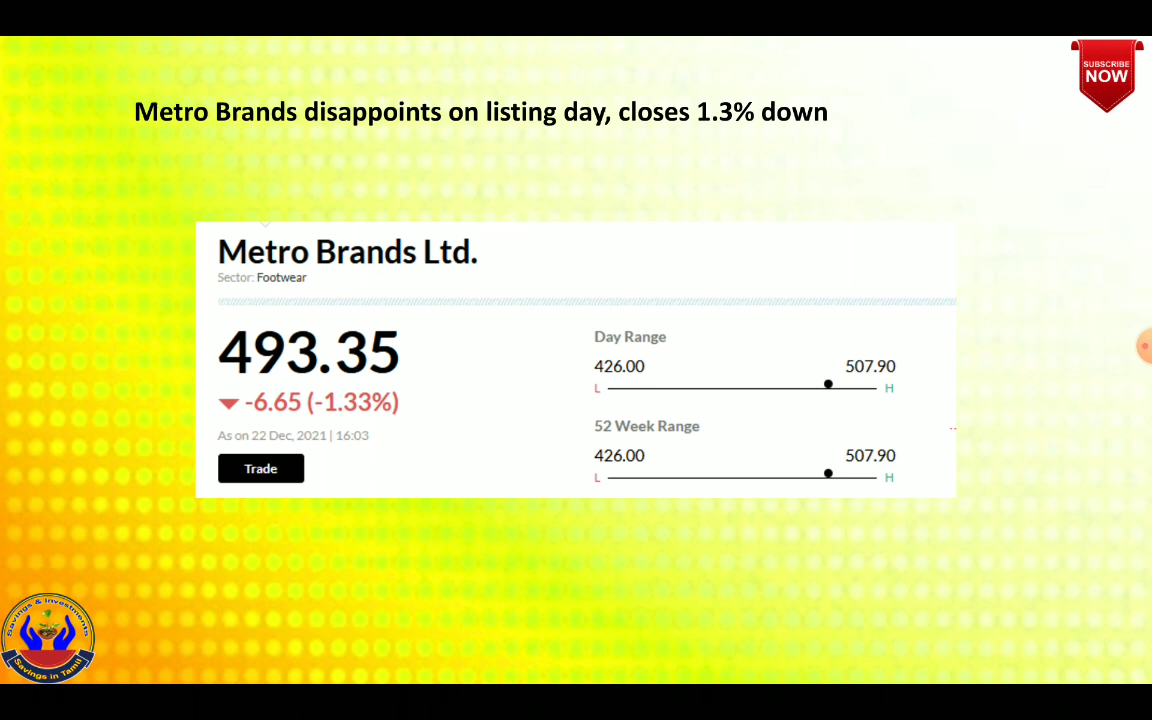 SUBSCRIBE
NOW
Metro Brands disappoints on listing day, closes 1.3% down
Metro Brands Ltd.
Sector: Footwear
493.35
-6.65 (-1.33%)
As on 22 Dec, 2021 | 16:03
Trade
Day Range
426.00 507.90
L H
52 Week Range
426.00 507.90
L H
Savings & Investments
Savings in Tamil